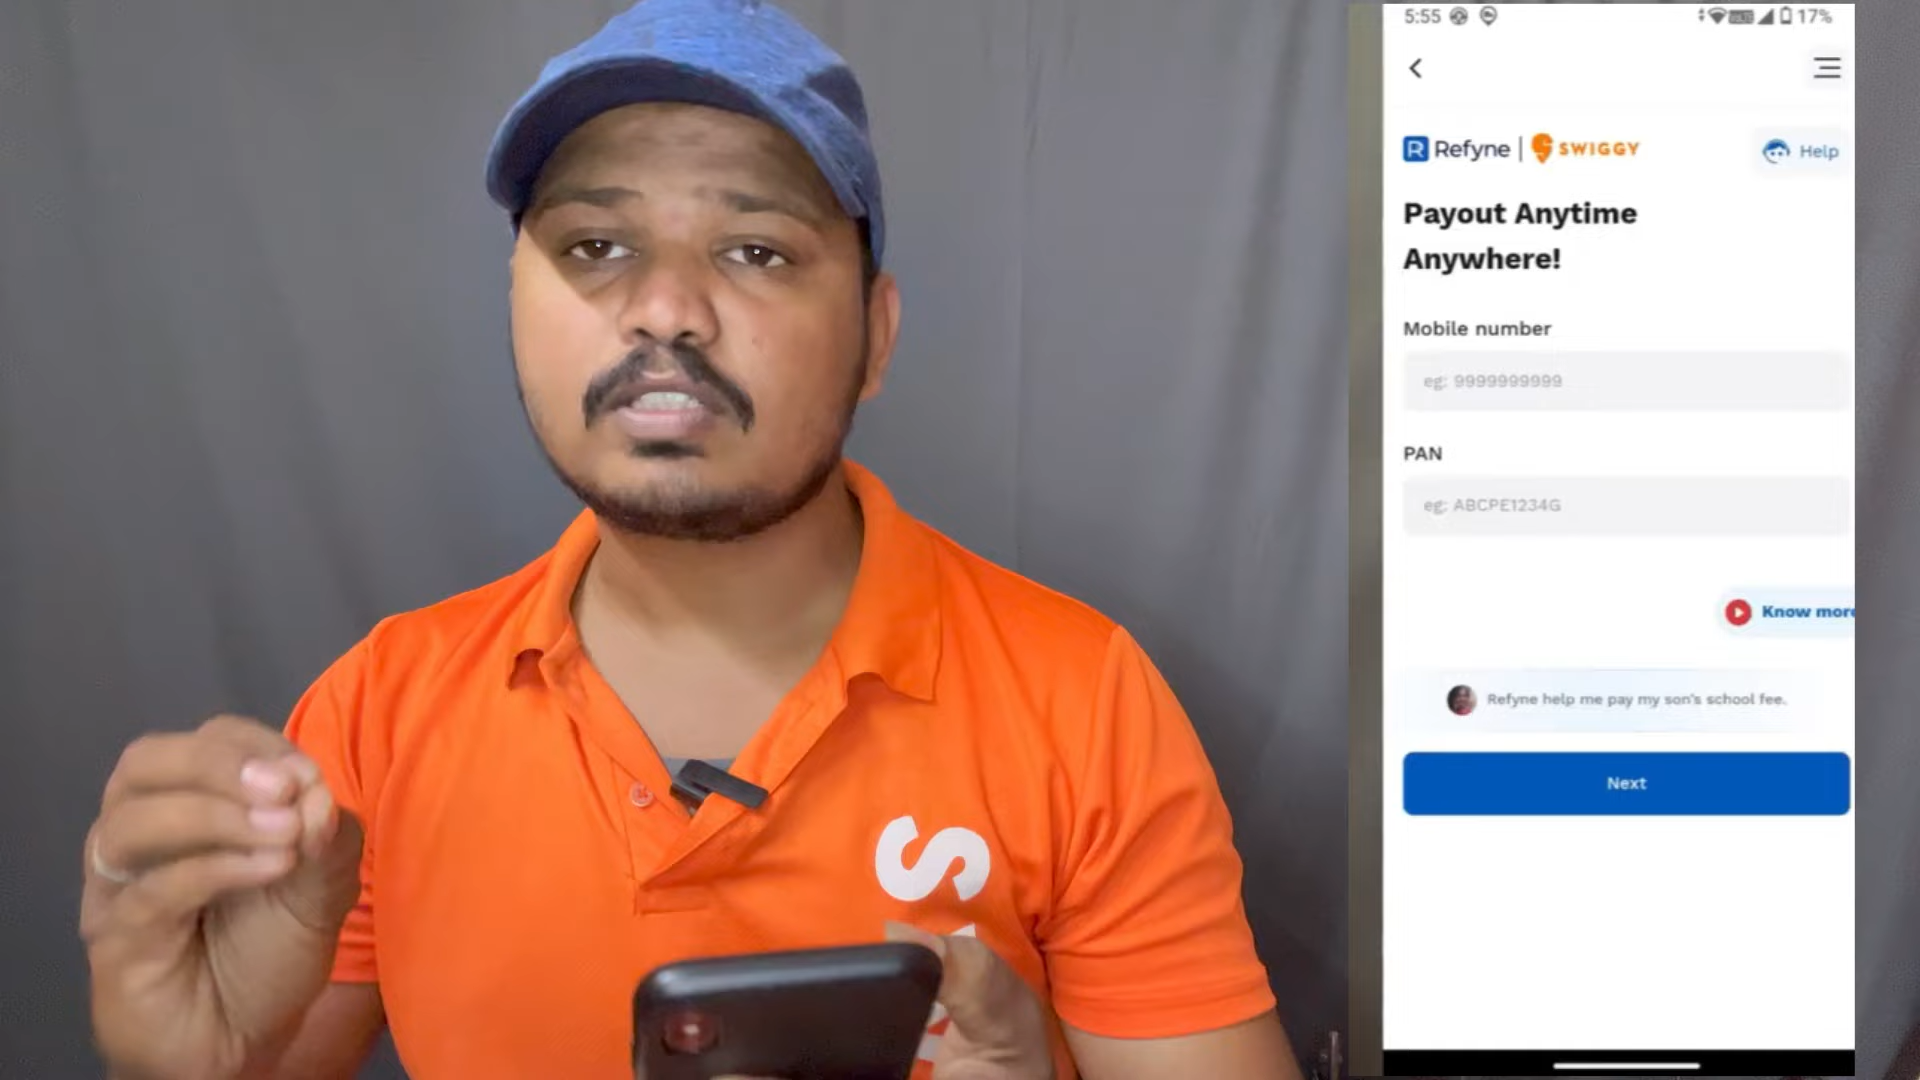 5:55
17%
Refyne | SWIGGY
Help
Payout Anytime
Anywhere!
Mobile number
eg: 9999999999
PAN
eg: ABCPE1234G
Know more
Refyne help me pay my son's school fee.
Next
S